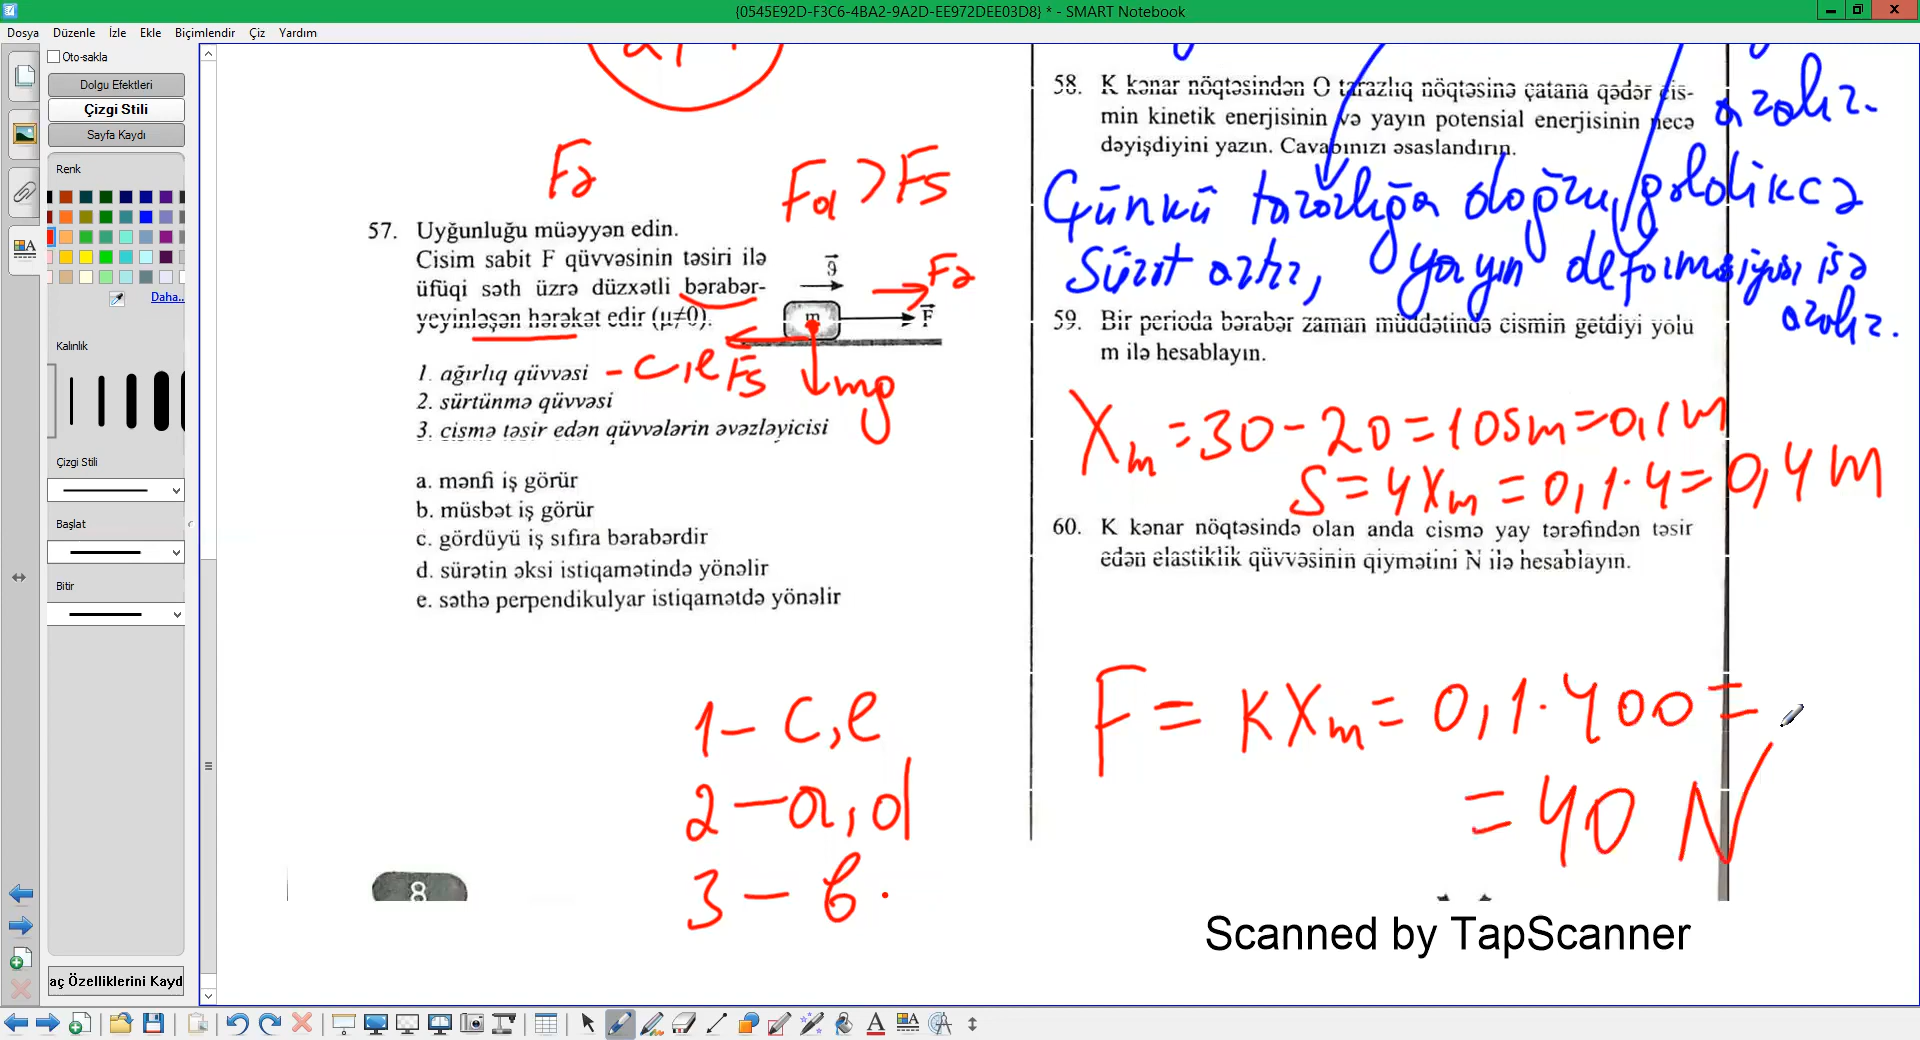 {0545E92D-F3C6-4BA2-9A2D-EE972DEE03D8} * - SMART Notebook
Dosya Düzenle İzle Ekle Biçimlendir Çiz Yardım
Oto-sakla
Dolgu Efektleri
Çizgi Stili
Sayfa Kaydı
Renk
Daha..
Kalınlık
Çizgi Stili
Başlat
Bitir
aç Özelliklerini Kayd
Fə
Fə > Fs
57. Uyğunluğu müəyyən edin.
Cisim sabit F qüvvəsinin təsiri ilə
üfüqi səth üzrə düzxətli bərabər-
yeyinləşən hərəkət edir (μ≠0).
ϑ
Fə
m
F
Fs
mg
1. ağırlıq qüvvəsi - c, e
2. sürtünmə qüvvəsi
3. cismə təsir edən qüvvələrin əvəzləyicisi
a. mənfi iş görür
b. müsbət iş görür
c. gördüyü iş sıfıra bərabərdir
d. sürətin əksi istiqamətində yönəlir
e. səthə perpendikulyar istiqamətdə yönəlir
1 - c, e
2 - a, d
3 - b.
8
58. K kənar nöqtəsindən O tarazlıq nöqtəsinə çatana qədər cis-
min kinetik enerjisinin və yayın potensial enerjisinin necə
dəyişdiyini yazın. Cavabınızı əsaslandırın.
azalır.
Çünkü tarazlığa doğru gəldikcə
Sürət artır, yayın deformasiyası isə
azalır.
59. Bir perioda bərabər zaman müddətində cismin getdiyi yolu
m ilə hesablayın.
Xm = 30 - 20 = 10 sm = 0,1 m
S = 4Xm = 0,1 · 4 = 0,4 m
60. K kənar nöqtəsində olan anda cismə yay tərəfindən təsir
edən elastiklik qüvvəsinin qiymətini N ilə hesablayın.
F = KXm = 0,1 · 400 =
= 40 N
Scanned by TapScanner